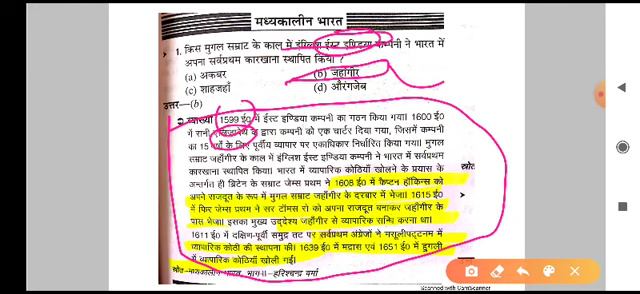 मध्यकालीन भारत
1. किस मुगल सम्राट के काल में इंग्लिश ईस्ट इण्डिया कम्पनी ने भारत में
अपना सर्वप्रथम कारखाना स्थापित किया ?
(a) अकबर (b) जहाँगीर
(c) शाहजहाँ (d) औरंगजेब
उत्तर—(b)
व्याख्या 1599 ई० में ईस्ट इण्डिया कम्पनी का गठन किया गया। 1600 ई०
में रानी के द्वारा कम्पनी को एक चार्टर दिया गया, जिसमें कम्पनी
का 15 वर्षों के लिए पूर्वीय व्यापार पर एकाधिकार निर्धारित किया गया। मुगल
सम्राट जहाँगीर के काल में इंग्लिश ईस्ट इण्डिया कम्पनी ने भारत में सर्वप्रथम
कारखाना स्थापित किया। भारत में व्यापारिक कोठियाँ खोलने के प्रयास के
स्रोत
अन्तर्गत ही ब्रिटेन के सम्राट जेम्स प्रथम ने 1608 ई० में कैप्टन हॉकिन्स को
अपने राजदूत के रूप में मुगल सम्राट जहाँगीर के दरबार में भेजा। 1615 ई०
में फिर जेम्स प्रथम ने सर टॉमस रो को अपना राजदूत बनाकर जहाँगीर के
पास भेजा। इसका मुख्य उद्देश्य जहाँगीर से व्यापारिक सन्धि करना था।
1611 ई० में दक्षिण-पूर्वी समुद्र तट पर सर्वप्रथम अंग्रेजों ने मसूलीपट्टनम में
व्यापारिक कोठी की स्थापना की। 1639 ई० में मद्रास एवं 1651 ई० में हुगली
में व्यापारिक कोठियाँ खोली गई।
स्रोत—मध्यकालीन भारत, भाग-II—हरिश्चन्द्र वर्मा
Scanned with CamScanner